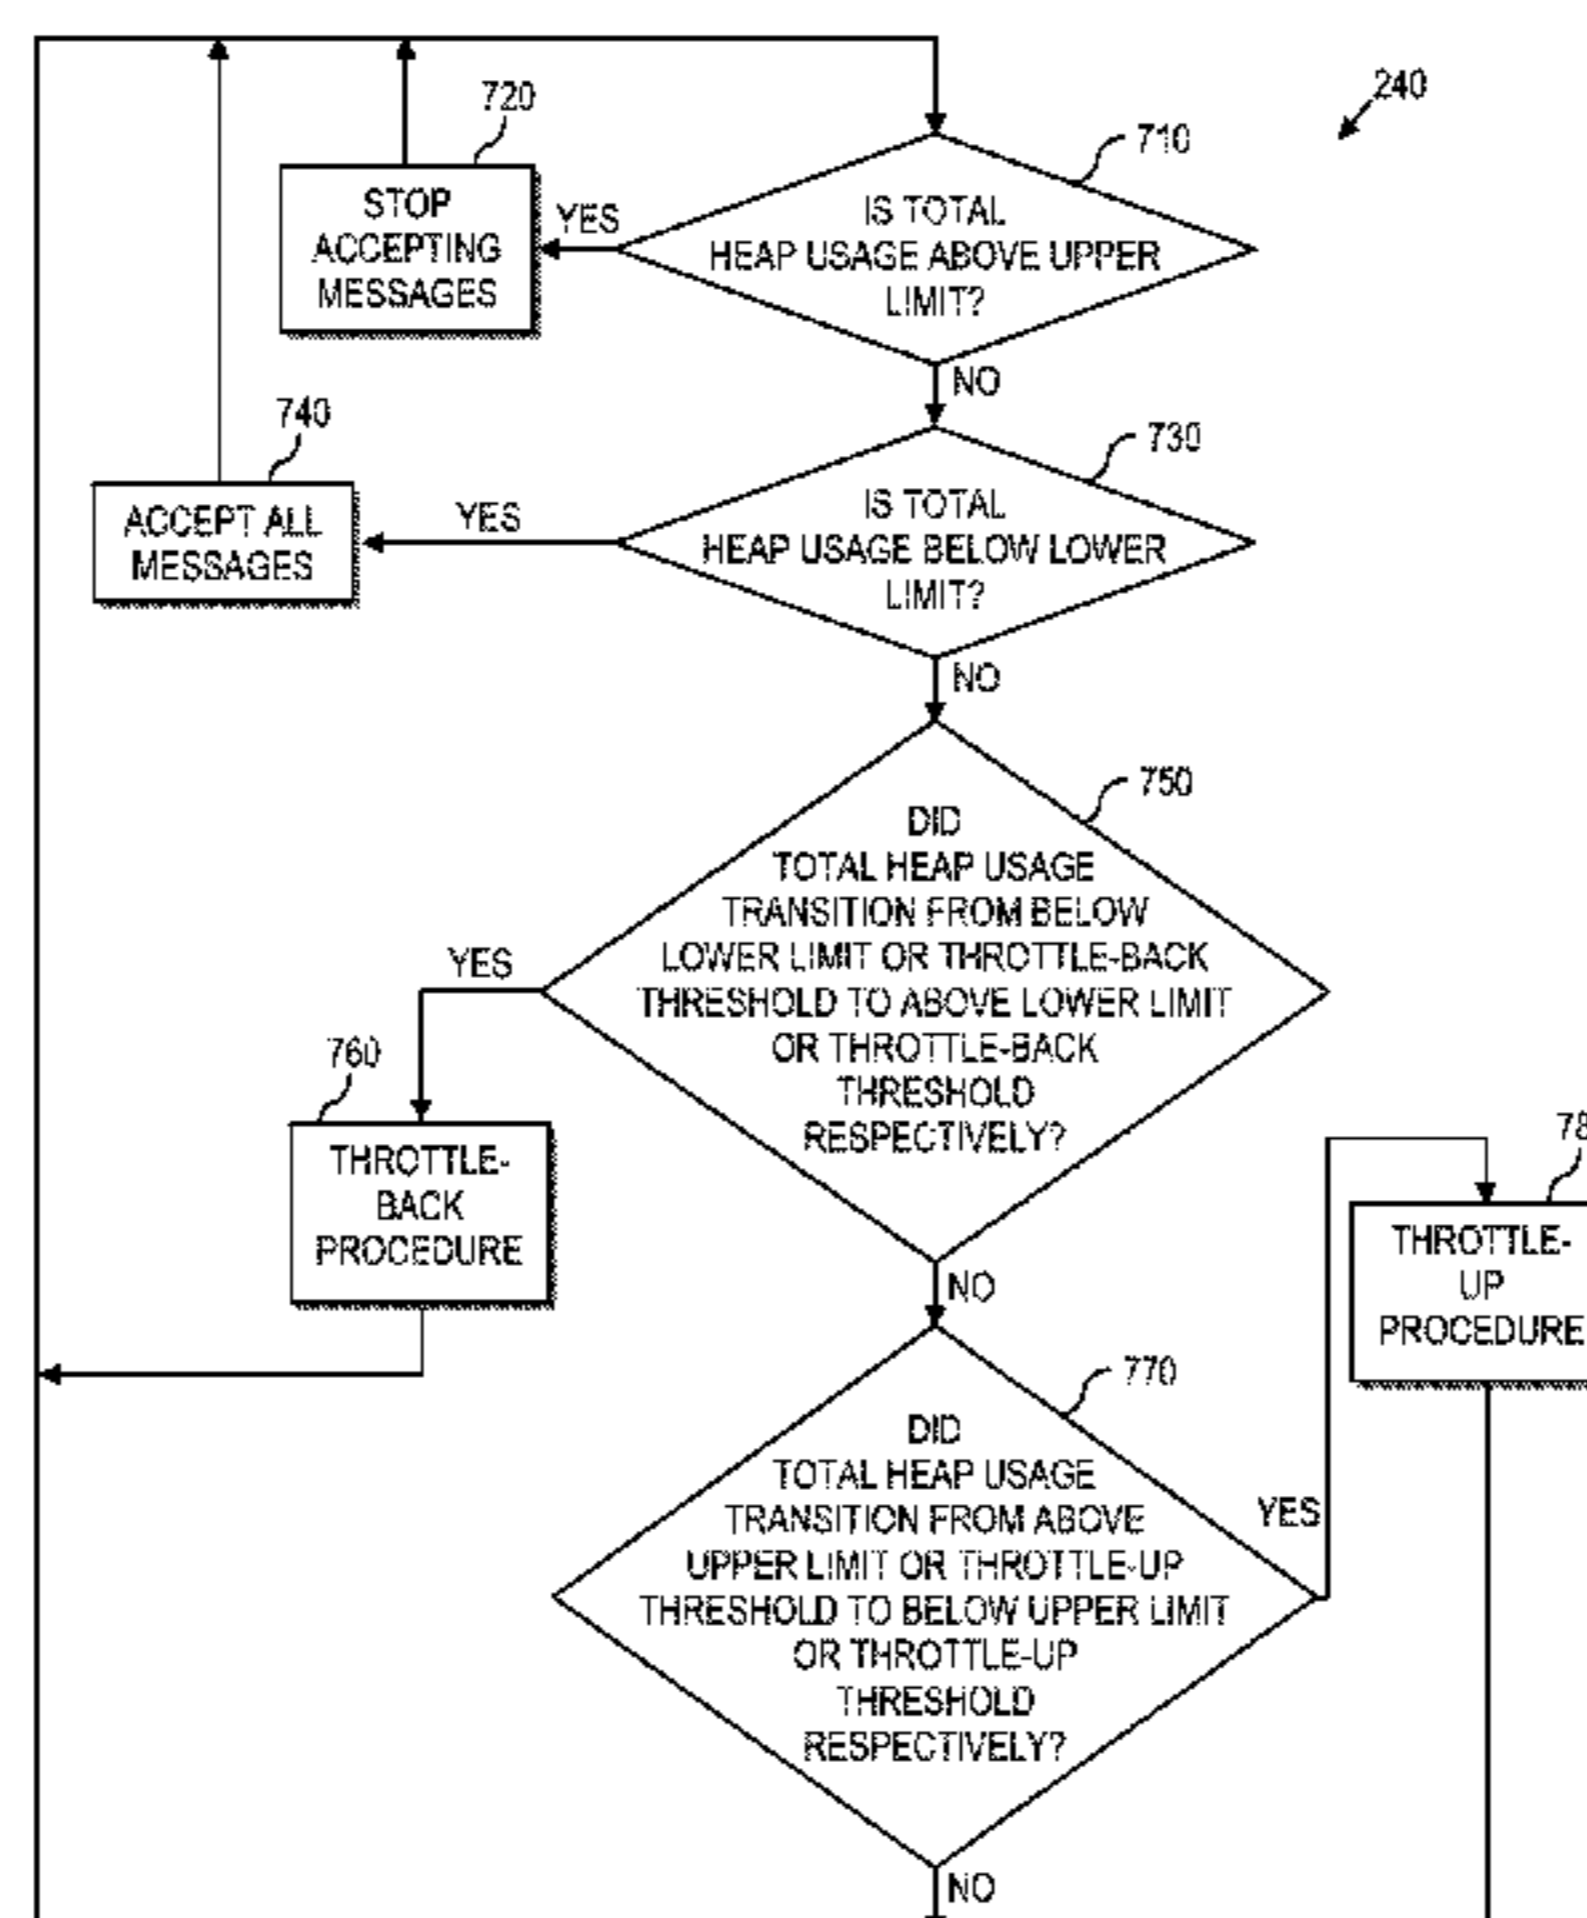 240
720
710
STOP
ACCEPTING
MESSAGES
YES
IS TOTAL
HEAP USAGE ABOVE UPPER
LIMIT?
NO
740
730
ACCEPT ALL
MESSAGES
YES
IS TOTAL
HEAP USAGE BELOW LOWER
LIMIT?
NO
750
DID
TOTAL HEAP USAGE
TRANSITION FROM BELOW
LOWER LIMIT OR THROTTLE-BACK
THRESHOLD TO ABOVE LOWER LIMIT
OR THROTTLE-BACK
THRESHOLD
RESPECTIVELY?
YES
760
THROTTLE-
BACK
PROCEDURE
NO
78
THROTTLE-
UP
PROCEDURE
770
DID
TOTAL HEAP USAGE
TRANSITION FROM ABOVE
UPPER LIMIT OR THROTTLE-UP
THRESHOLD TO BELOW UPPER LIMIT
OR THROTTLE-UP
THRESHOLD
RESPECTIVELY?
YES
NO